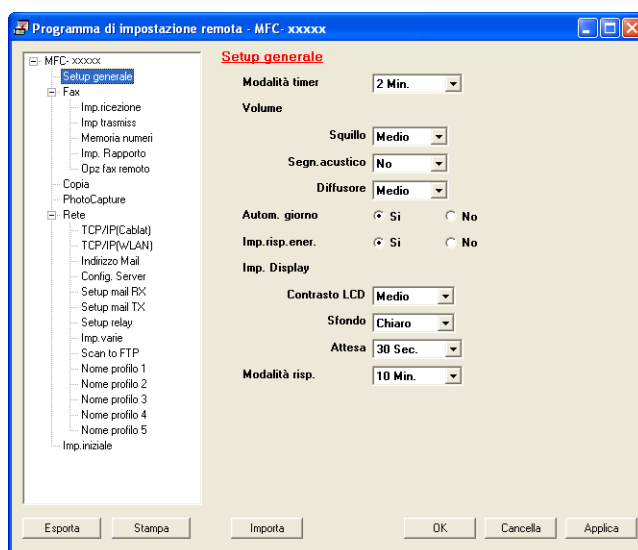 Programma di impostazione remota - MFC- xxxxx
MFC- xxxxx
Setup generale
Fax
Imp.ricezione
Imp trasmiss
Memoria numeri
Imp. Rapporto
Opz fax remoto
Copia
PhotoCapture
Rete
TCP/IP(Cablat)
TCP/IP(WLAN)
Indirizzo Mail
Config. Server
Setup mail RX
Setup mail TX
Setup relay
Imp.varie
Scan to FTP
Nome profilo 1
Nome profilo 2
Nome profilo 3
Nome profilo 4
Nome profilo 5
Imp.iniziale
Setup generale
Modalità timer 2 Min.
Volume
Squillo Medio
Segn.acustico No
Diffusore Medio
Autom. giorno Si No
Imp.risp.ener. Si No
Imp. Display
Contrasto LCD Medio
Sfondo Chiaro
Attesa 30 Sec.
Modalità risp. 10 Min.
Esporta Stampa Importa OK Cancella Applica